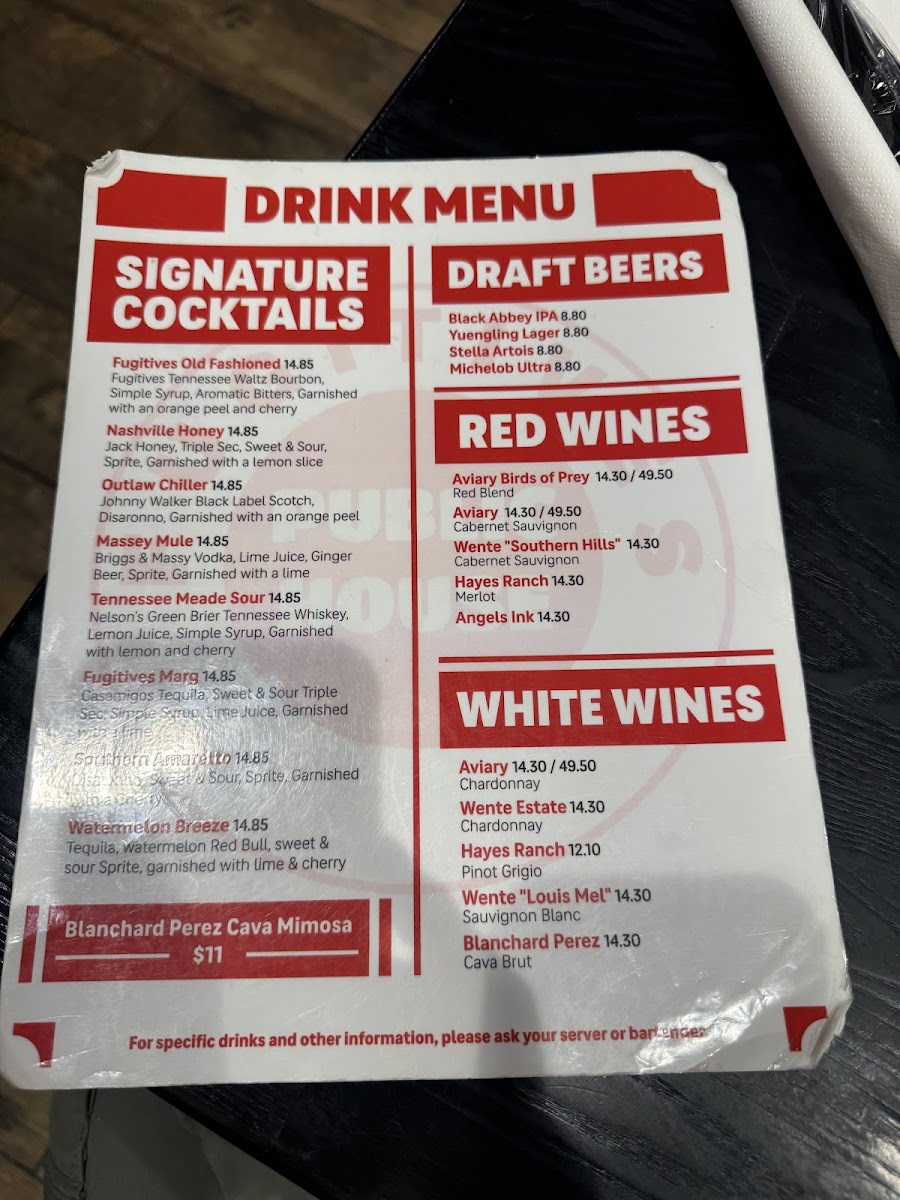 DRINK MENU
SIGNATURE
COCKTAILS
Fugitives Old Fashioned 14.85
Fugitives Tennessee Waltz Bourbon,
Simple Syrup, Aromatic Bitters, Garnished
with an orange peel and cherry
Nashville Honey 14.85
Jack Honey, Triple Sec, Sweet & Sour,
Sprite, Garnished with a lemon slice
Outlaw Chiller 14.85
Johnny Walker Black Label Scotch,
Disaronno, Garnished with an orange peel
Massey Mule 14.85
Briggs & Massy Vodka, Lime Juice, Ginger
Beer, Sprite, Garnished with a lime
Tennessee Meade Sour 14.85
Nelson's Green Brier Tennessee Whiskey,
Lemon Juice, Simple Syrup, Garnished
with lemon and cherry
Fugitives Marg 14.85
Casamigos Tequila, Sweet & Sour Triple
Sec, Simple Syrup, Lime Juice, Garnished
with a lime
Southern Amaretto 14.85
Sweet & Sour, Sprite, Garnished
with a cherry
Watermelon Breeze 14.85
Tequila, watermelon Red Bull, sweet &
sour Sprite, garnished with lime & cherry
Blanchard Perez Cava Mimosa
$11
DRAFT BEERS
Black Abbey IPA 8.80
Yuengling Lager 8.80
Stella Artois 8.80
Michelob Ultra 8.80
RED WINES
Aviary Birds of Prey 14.30 / 49.50
Red Blend
Aviary 14.30 / 49.50
Cabernet Sauvignon
Wente "Southern Hills" 14.30
Cabernet Sauvignon
Hayes Ranch 14.30
Merlot
Angels Ink 14.30
WHITE WINES
Aviary 14.30 / 49.50
Chardonnay
Wente Estate 14.30
Chardonnay
Hayes Ranch 12.10
Pinot Grigio
Wente "Louis Mel" 14.30
Sauvignon Blanc
Blanchard Perez 14.30
Cava Brut
For specific drinks and other information, please ask your server or bartender
PUBLIC
HOUSE